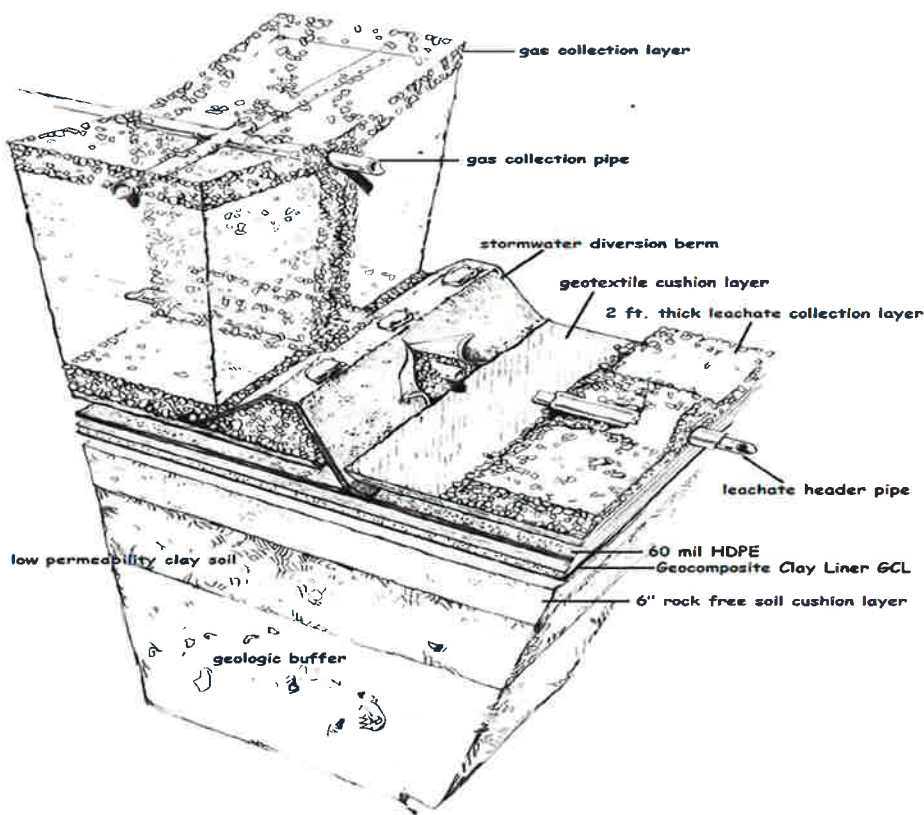 gas collection layer
gas collection pipe
stormwater diversion berm
geotextile cushion layer
2 ft. thick leachate collection layer
leachate header pipe
60 mil HDPE
low permeability clay soil
Geocomposite Clay Liner GCL
6" rock free soil cushion layer
geologic buffer